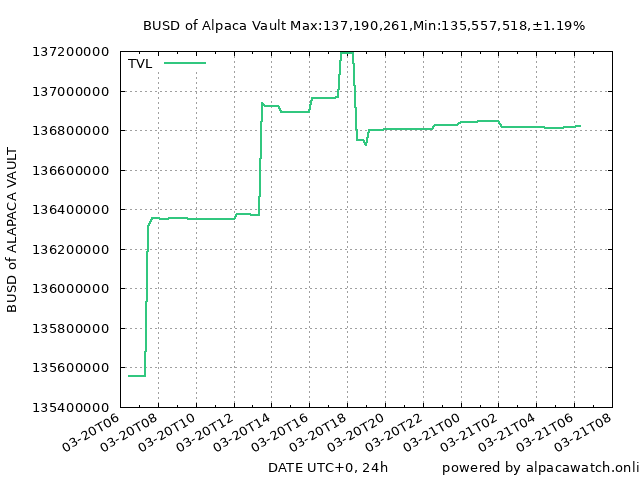 BUSD of Alpaca Vault Max:137,190,261,Min:135,557,518,±1.19%
TVL
137200000
137000000
136800000
136600000
136400000
136200000
136000000
135800000
135600000
135400000
BUSD of ALAPACA VAULT
03-20T06
03-20T08
03-20T10
03-20T12
03-20T14
03-20T16
03-20T18
03-20T20
03-20T22
03-21T00
03-21T02
03-21T04
03-21T06
03-21T08
DATE UTC+0, 24h
powered by alpacawatch.onli